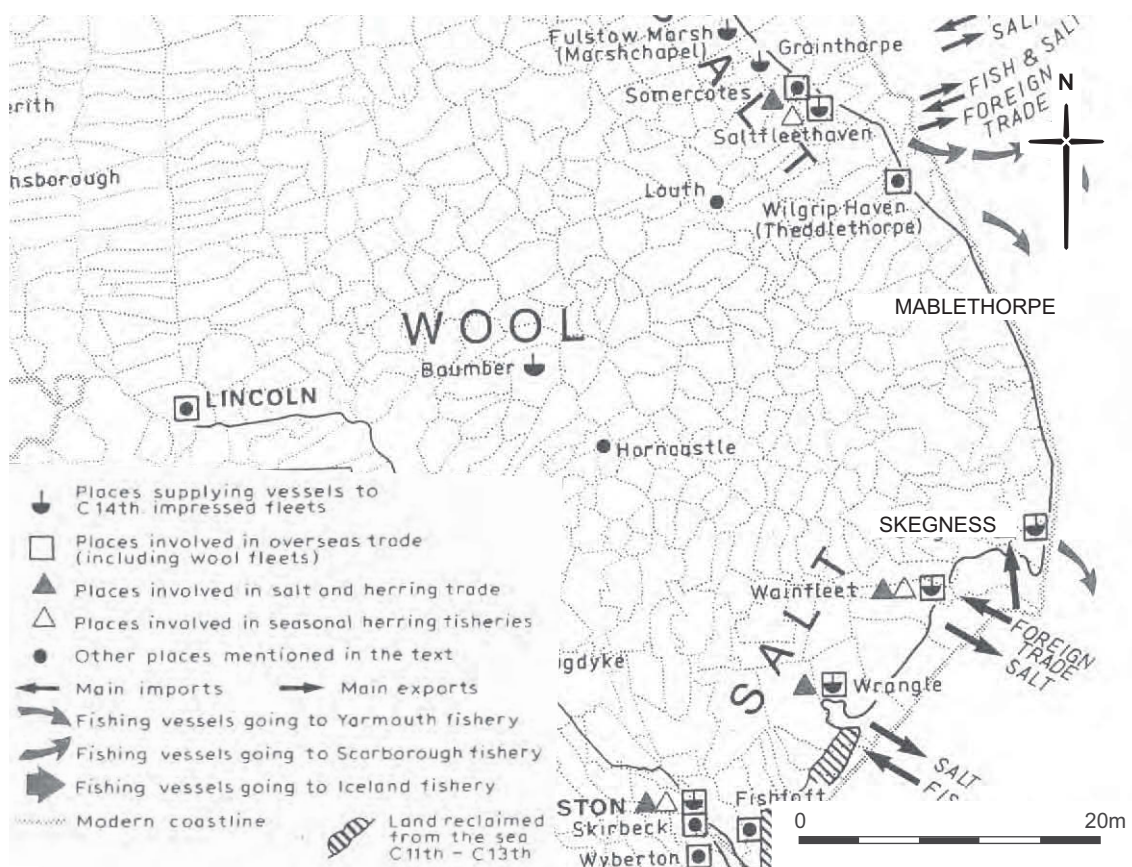 Fulstow Marsh
(Marshchapel)
Grainthorpe
SALT
SALT
FISH & SALT
FOREIGN
TRADE
N
erith
Somercotes
Saltfleethaven
nsborough
Louth
Wilgrip Haven
(Theddlethorpe)
MABLETHORPE
WOOL
Baumber
LINCOLN
Horncastle
SKEGNESS
Wainfleet
SALT
FOREIGN
TRADE
SALT
igdyke
Wrangle
SALT
STON
Fishtoft
Skirbeck
Wyberton
0 20m
Places supplying vessels to
C14th. impressed fleets
Places involved in overseas trade
(including wool fleets)
Places involved in salt and herring trade
Places involved in seasonal herring fisheries
Other places mentioned in the text
Main imports Main exports
Fishing vessels going to Yarmouth fishery
Fishing vessels going to Scarborough fishery
Fishing vessels going to Iceland fishery
Modern coastline
Land reclaimed
from the sea
C11th - C13th